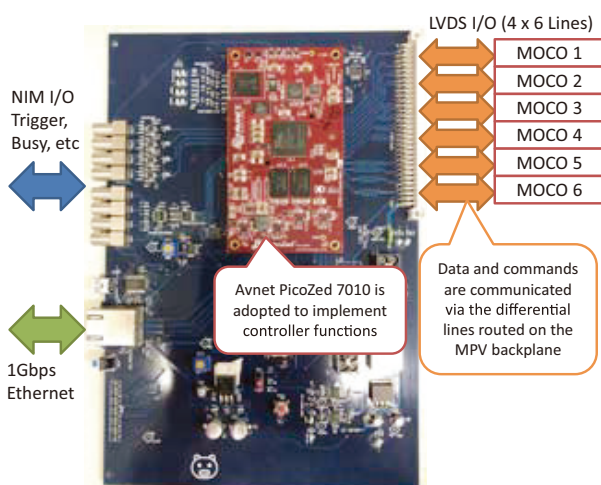 LVDS I/O (4 x 6 Lines)
MOCO 1
MOCO 2
MOCO 3
MOCO 4
MOCO 5
MOCO 6
NIM I/O
Trigger,
Busy, etc
Avnet PicoZed 7010 is
adopted to implement
controller functions
Data and commands
are communicated
via the differential
lines routed on the
MPV backplane
1Gbps
Ethernet